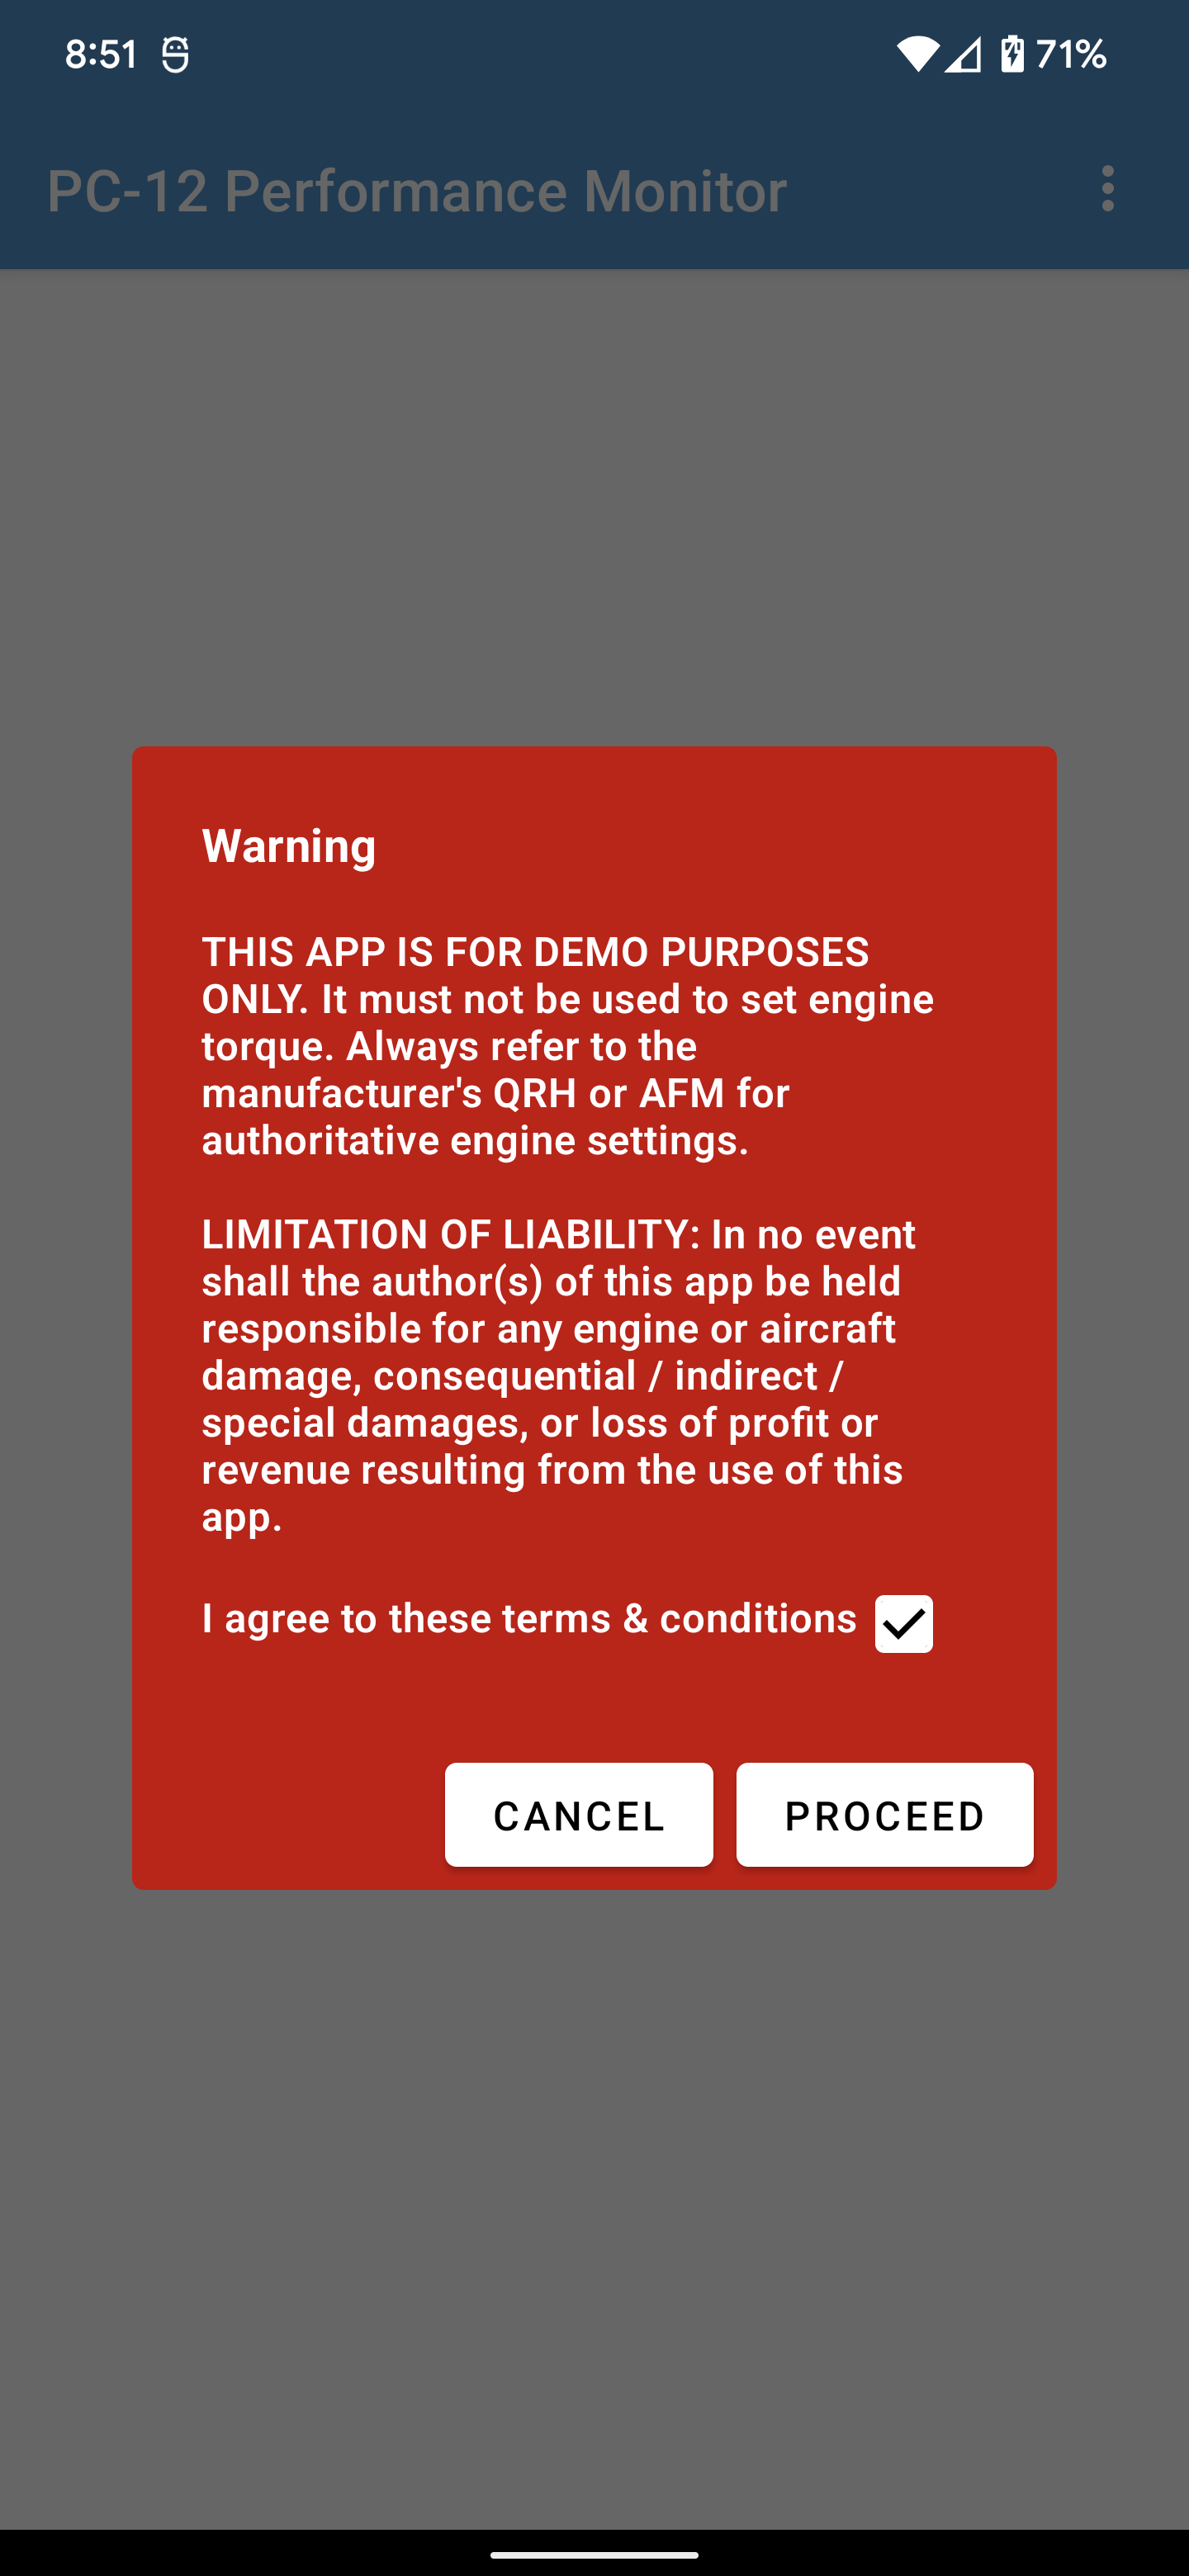 8:51
71%
PC-12 Performance Monitor
Warning
THIS APP IS FOR DEMO PURPOSES
ONLY. It must not be used to set engine
torque. Always refer to the
manufacturer's QRH or AFM for
authoritative engine settings.
LIMITATION OF LIABILITY: In no event
shall the author(s) of this app be held
responsible for any engine or aircraft
damage, consequential / indirect /
special damages, or loss of profit or
revenue resulting from the use of this
app.
I agree to these terms & conditions
CANCEL
PROCEED